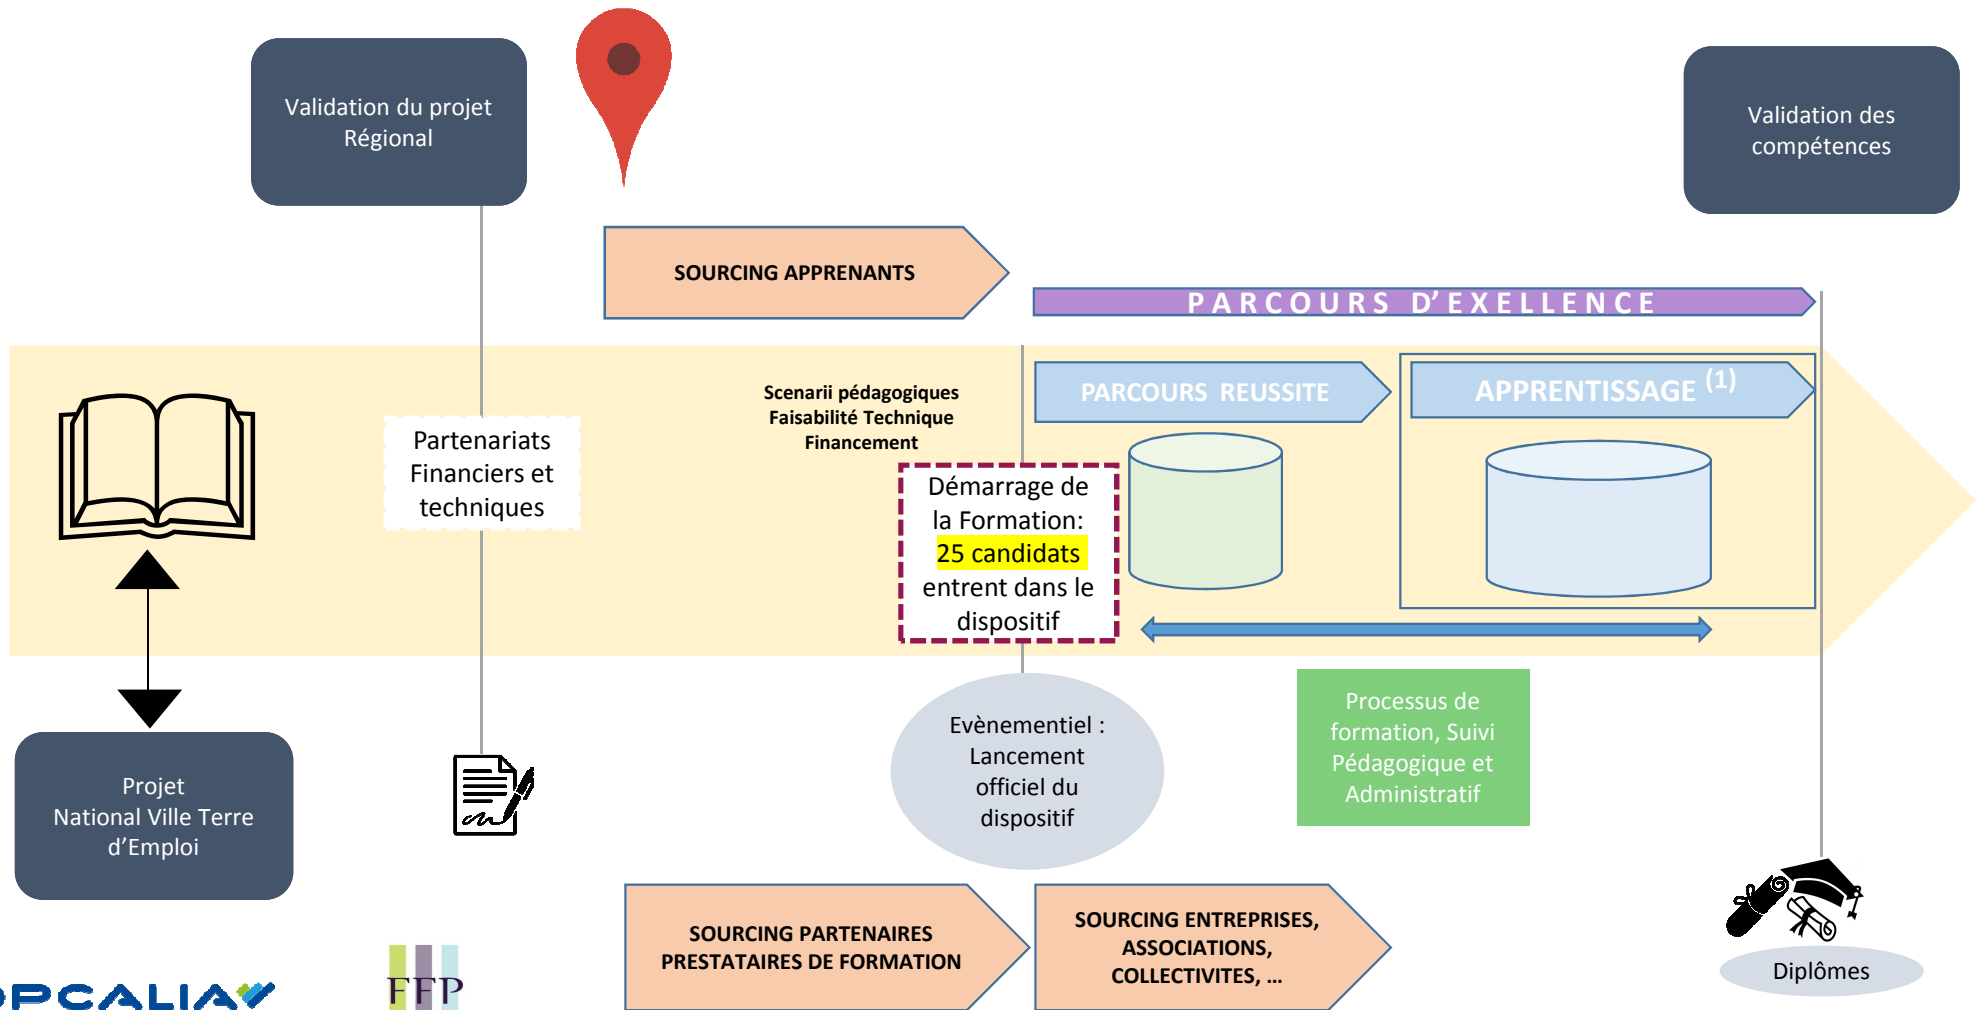 Validation du projet
Régional
Validation des
compétences
SOURCING APPRENANTS
PARCOURS D’EXELLENCE
Scenarii pédagogiques
Faisabilité Technique
Financement
PARCOURS REUSSITE
APPRENTISSAGE (1)
Partenariats
Financiers et
techniques
Démarrage de
la Formation:
25 candidats
entrent dans le
dispositif
Evènementiel :
Lancement
officiel du
dispositif
Processus de
formation, Suivi
Pédagogique et
Administratif
Projet
National Ville Terre
d’Emploi
SOURCING PARTENAIRES
PRESTATAIRES DE FORMATION
SOURCING ENTREPRISES,
ASSOCIATIONS,
COLLECTIVITES, ...
Diplômes
OPCALIA
FFP